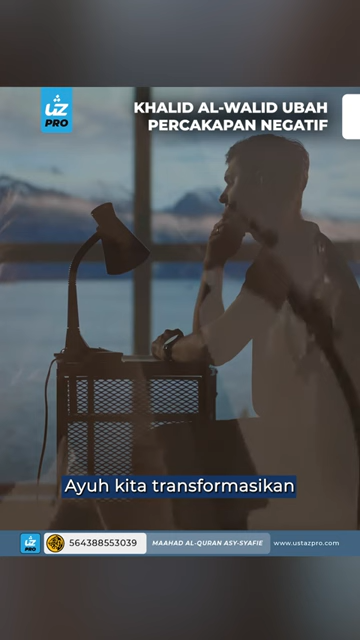 UZ
PRO
KHALID AL-WALID UBAH
PERCAKAPAN NEGATIF
Ayuh kita transformasikan
UZ
PRO
564388553039
MAAHAD AL-QURAN ASY-SYAFIE
www.ustazpro.com